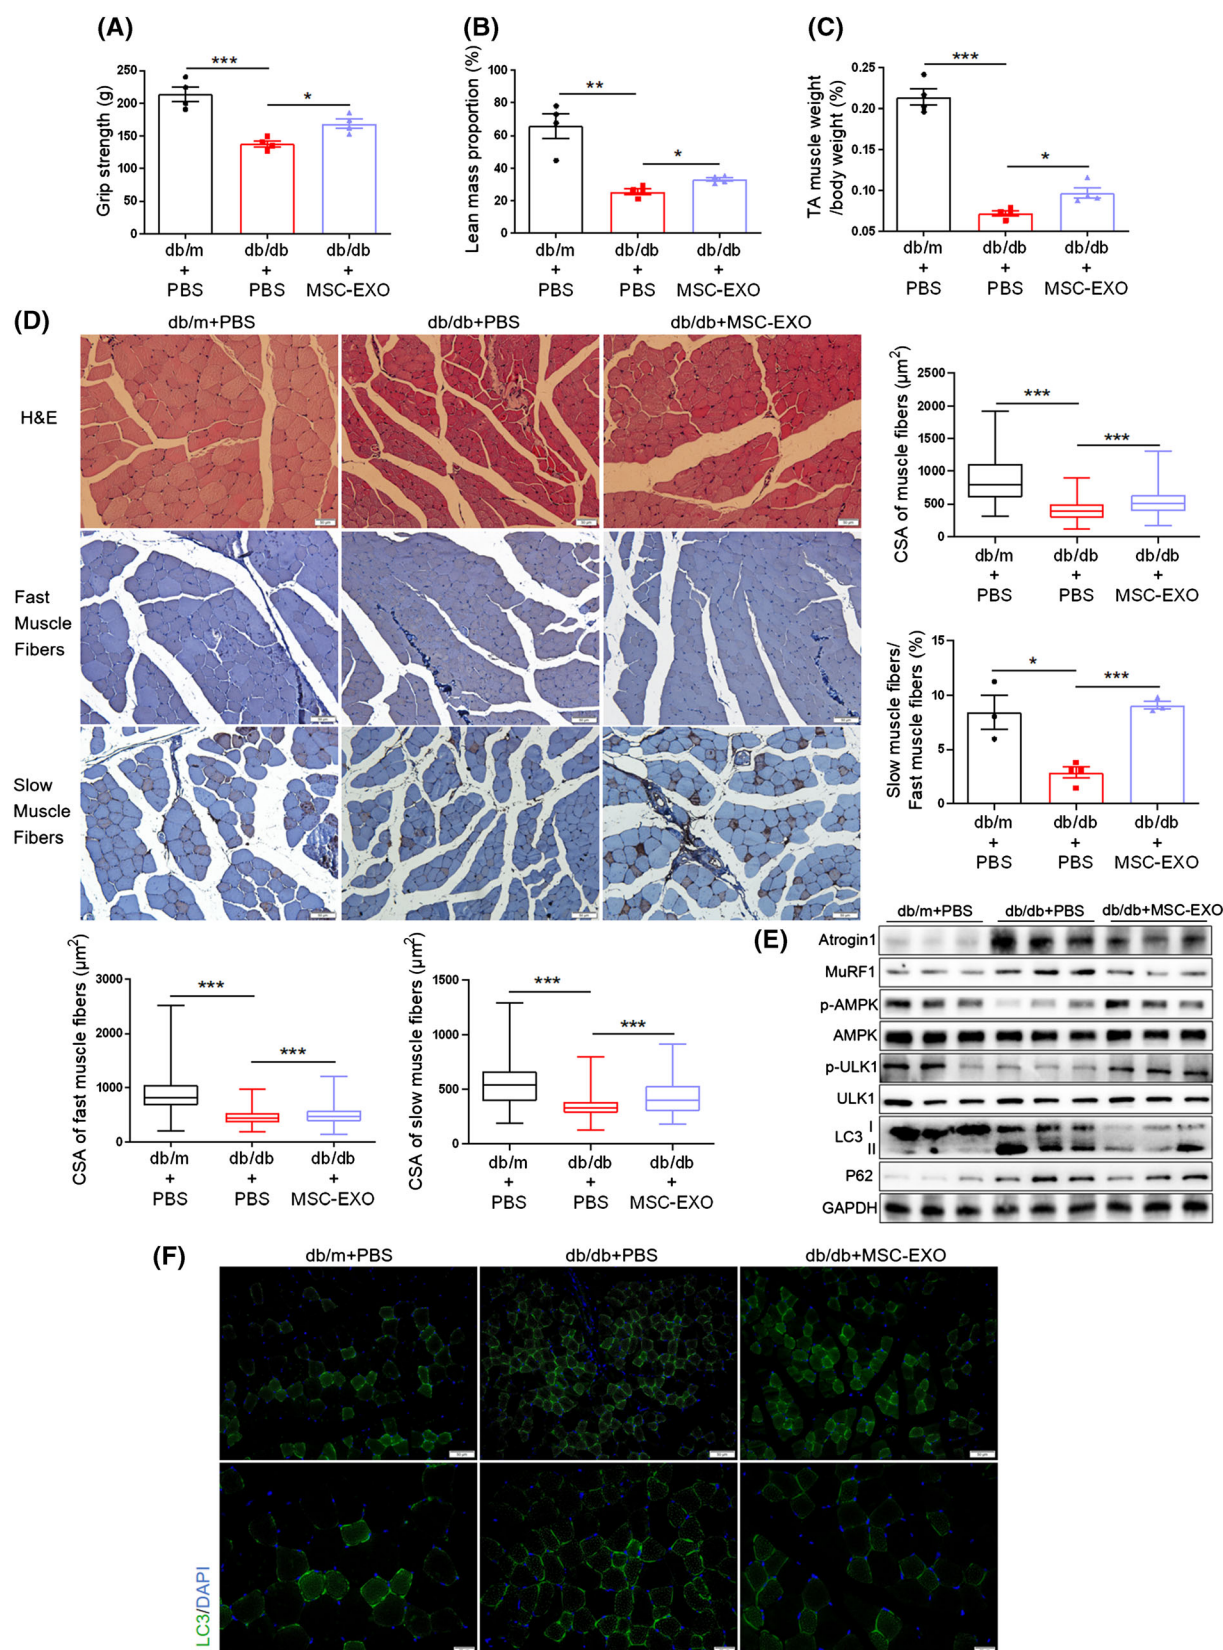 (A)
Grip strength (g)
250
200
150
100
50
0
***
*
db/m
+
PBS
db/db
+
PBS
db/db
+
MSC-EXO
(B)
Lean mass proportion (%)
100
80
60
40
20
0
**
*
db/m
+
PBS
db/db
+
PBS
db/db
+
MSC-EXO
(C)
TA muscle weight
/body weight (%)
0.25
0.20
0.15
0.10
0.05
***
*
db/m
+
PBS
db/db
+
PBS
db/db
+
MSC-EXO
(D)
db/m+PBS
db/db+PBS
db/db+MSC-EXO
H&E
Fast
Muscle
Fibers
Slow
Muscle
Fibers
CSA of muscle fibers (µm²)
2500
2000
1500
1000
500
0
***
***
db/m
+
PBS
db/db
+
PBS
db/db
+
MSC-EXO
Slow muscle fibers/
Fast muscle fibers (%)
15
10
5
0
*
***
db/m
+
PBS
db/db
+
PBS
db/db
+
MSC-EXO
CSA of fast muscle fibers (µm²)
3000
2000
1000
0
***
***
db/m
+
PBS
db/db
+
PBS
db/db
+
MSC-EXO
CSA of slow muscle fibers (µm²)
1500
1000
500
0
***
***
db/m
+
PBS
db/db
+
PBS
db/db
+
MSC-EXO
(E)
db/m+PBS
db/db+PBS
db/db+MSC-EXO
Atrogin1
MuRF1
p-AMPK
AMPK
p-ULK1
ULK1
LC3 I
II
P62
GAPDH
(F)
db/m+PBS
db/db+PBS
db/db+MSC-EXO
LC3/DAPI